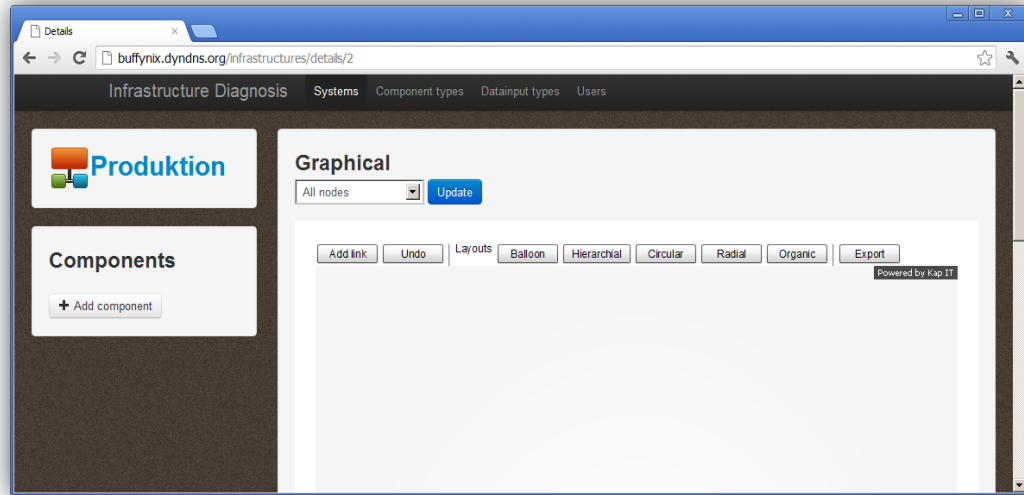 Details
buffynix.dyndns.org/infrastructures/details/2
Infrastructure Diagnosis Systems Component types Datainput types Users
Produktion
Components
Add component
Graphical
All nodes Update
Add link Undo Layouts Balloon Hierarchial Circular Radial Organic Export
Powered by Kap IT